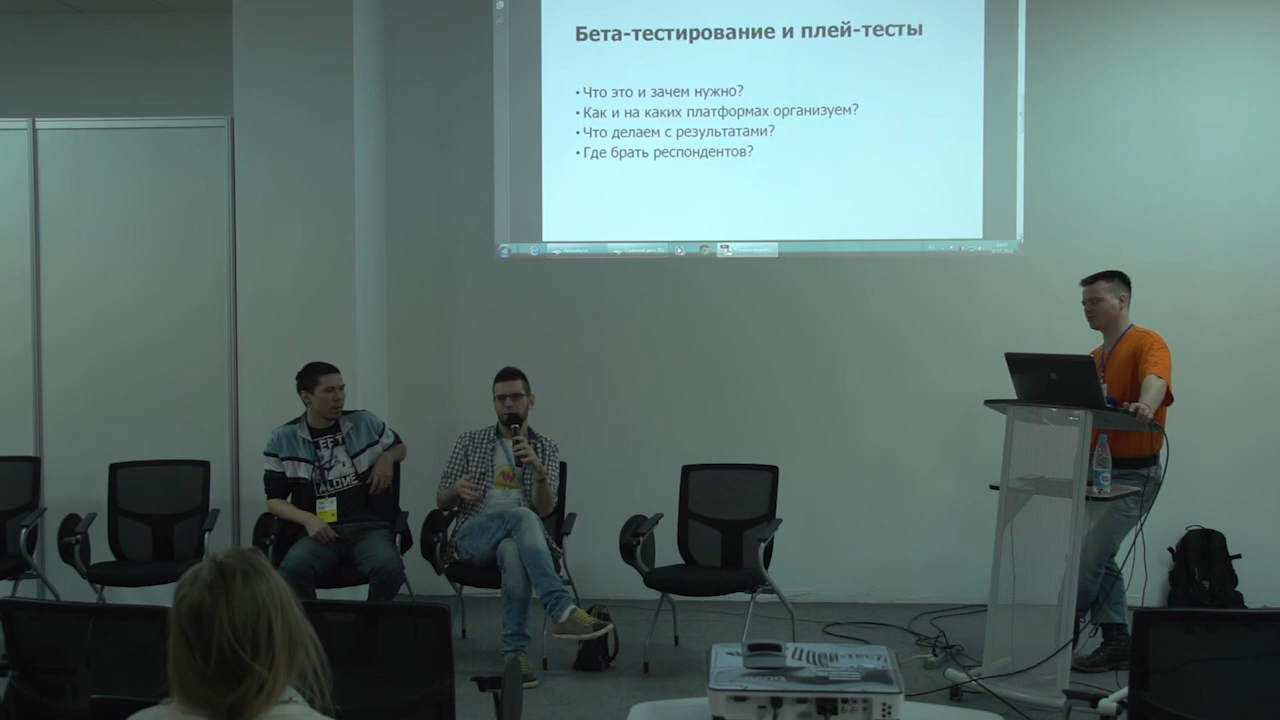 Бета-тестирование и плей-тесты
• Что это и зачем нужно?
• Как и на каких платформах организуем?
• Что делаем с результатами?
• Где брать респондентов?
ALONE